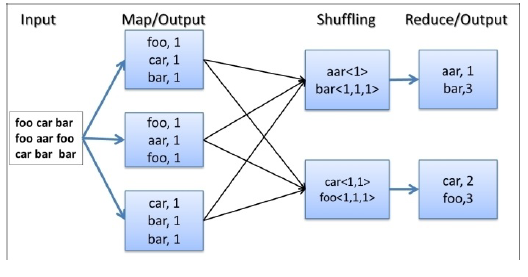 Input
Map/Output
Shuffling
Reduce/Output
foo car bar
foo aar foo
car bar  bar
foo, 1
car, 1
bar, 1
foo, 1
aar, 1
foo, 1
car, 1
bar, 1
bar, 1
aar<1>
bar<1,1,1>
car<1,1>
foo<1,1,1>
aar, 1
bar,3
car, 2
foo,3